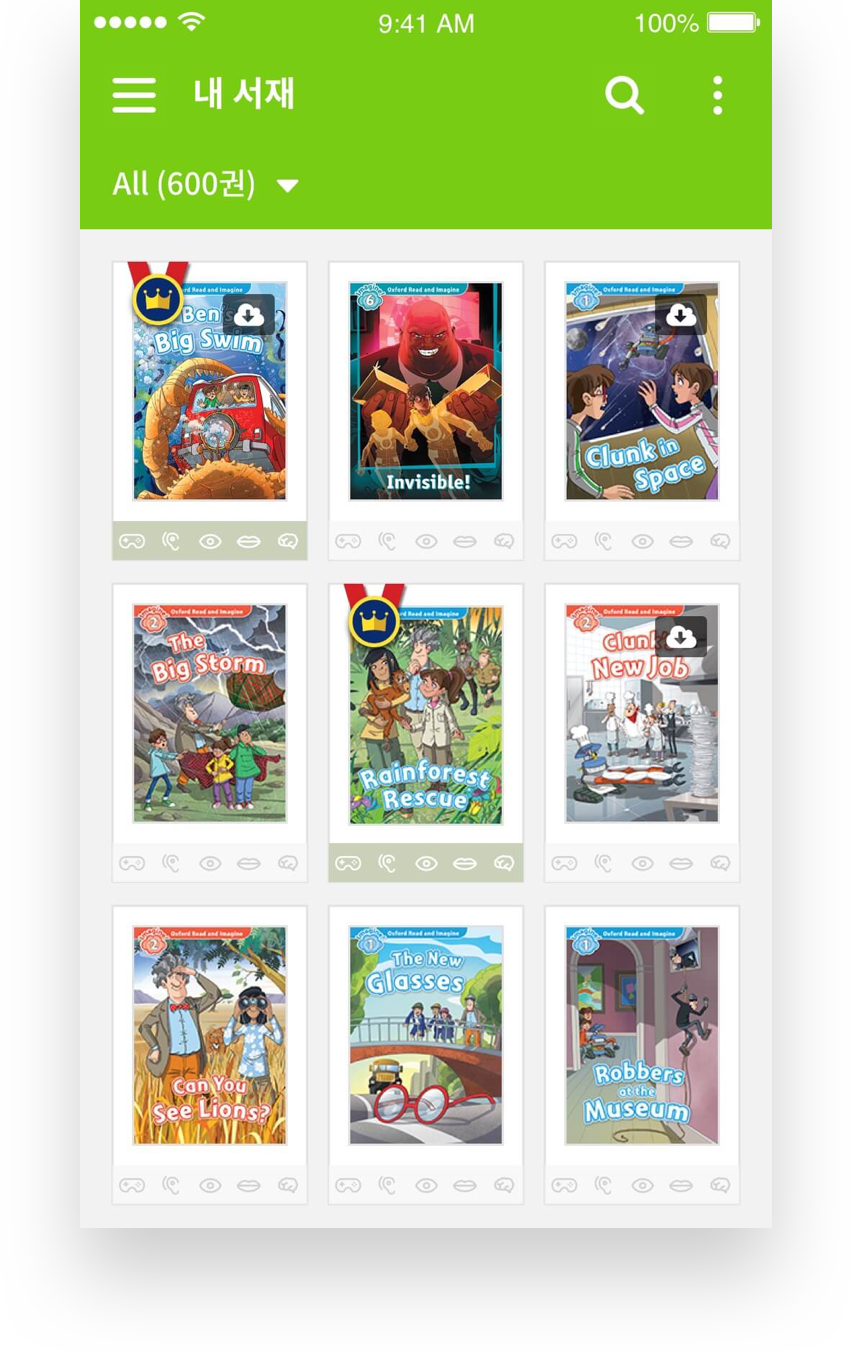 9:41 AM
100%
내 서재
All (600권)
rd Read and Imagine
Ben's
Big Swim
6
Oxford Read and Imagine
Invisible!
1
Oxford Read and Imagine
Clunk in
Space
2
Oxford Read and Imagine
The
Big Storm
rd Read and Imagine
Rainforest
Rescue
2
Oxford Read and Imagine
Clunk's
New Job
2
Oxford Read and Imagine
Can You
See Lions?
1
Oxford Read and Imagine
The New
Glasses
1
Oxford Read and Imagine
Robbers
at the
Museum